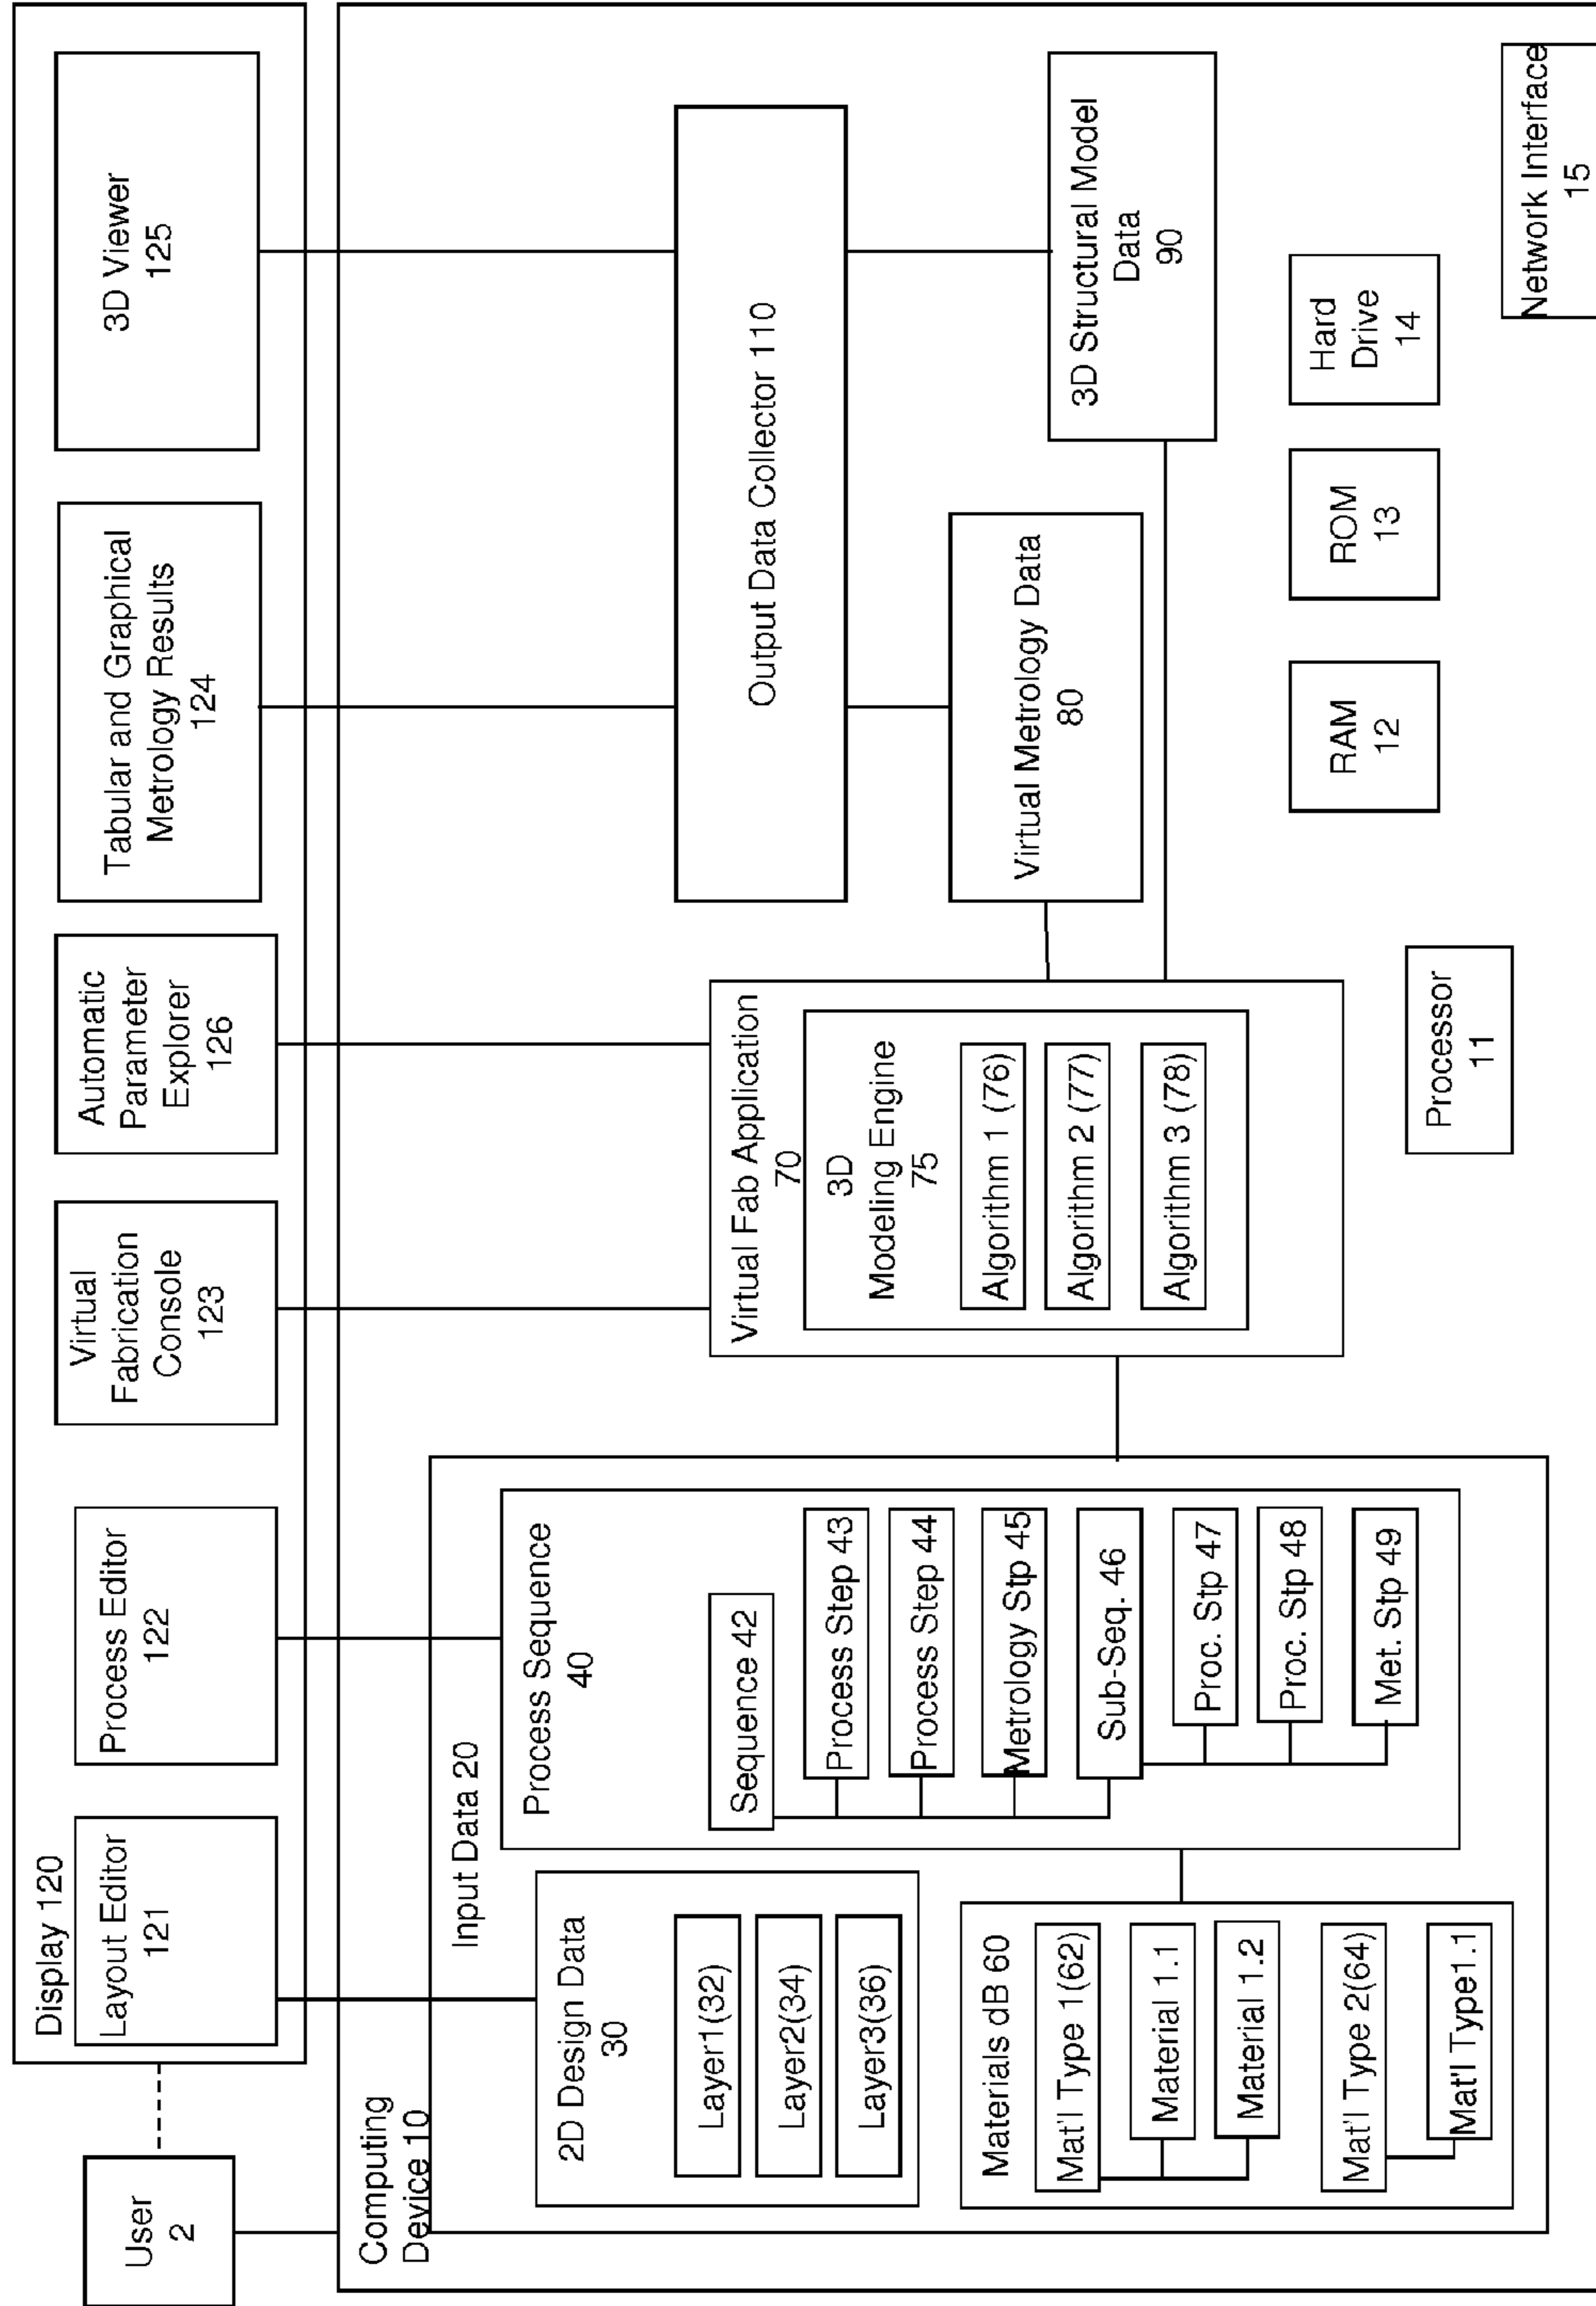 User
2
Display 120
Layout Editor
121
Process Editor
122
Virtual
Fabrication
Console
123
Automatic
Parameter
Explorer
126
Tabular and Graphical
Metrology Results
124
3D Viewer
125
Computing
Device 10
Input Data 20
2D Design Data
30
Layer1(32)
Layer2(34)
Layer3(36)
Materials dB 60
Mat'l Type 1(62)
Material 1.1
Material 1.2
Mat'l Type 2(64)
Mat'l Type1.1
Process Sequence
40
Sequence 42
Process Step 43
Process Step 44
Metrology Stp 45
Sub-Seq. 46
Proc. Stp 47
Proc. Stp 48
Met. Stp 49
Virtual Fab Application
70
3D
Modeling Engine
75
Algorithm 1 (76)
Algorithm 2 (77)
Algorithm 3 (78)
Output Data Collector 110
Virtual Metrology Data
80
3D Structural Model
Data
90
Processor
11
RAM
12
ROM
13
Hard
Drive
14
Network Interface
15